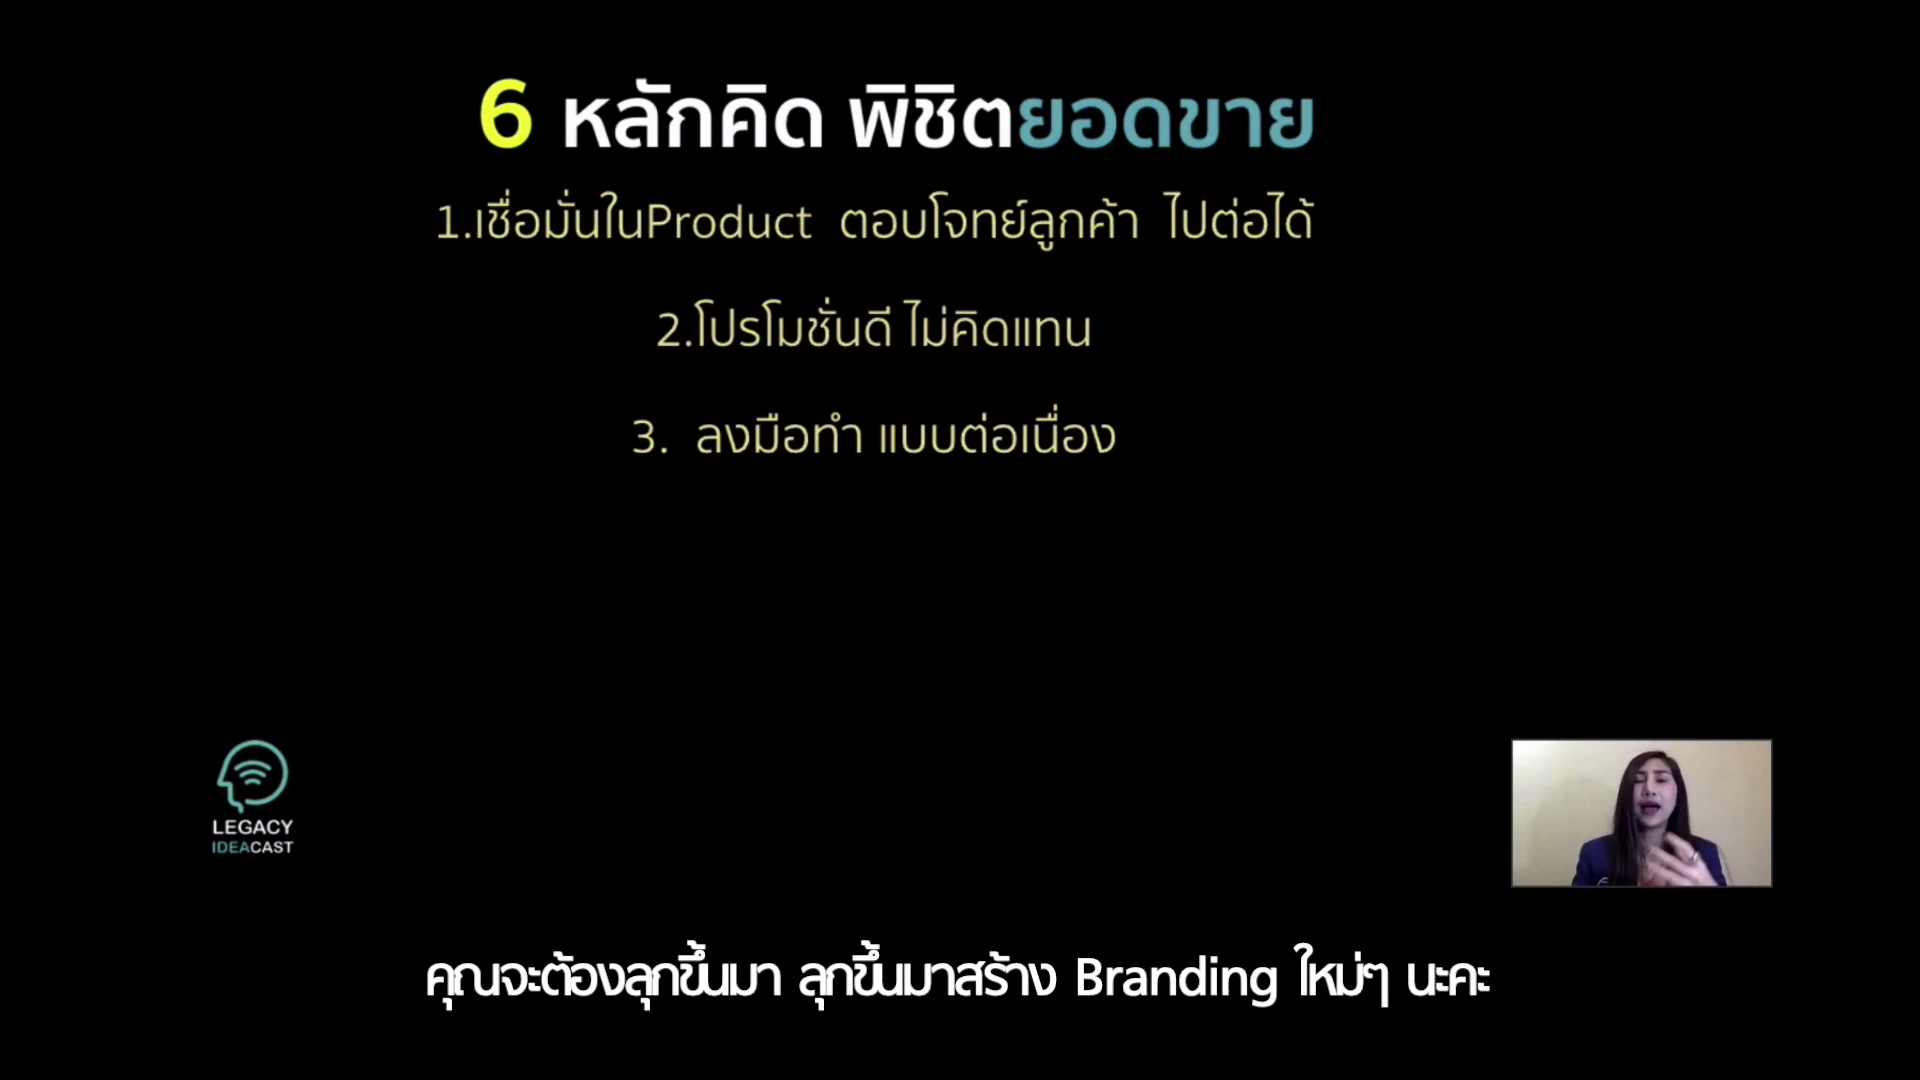 6 หลักคิด พิชิตยอดขาย
1.เชื่อมั่นในProduct ตอบโจทย์ลูกค้า ไปต่อได้
2.โปรโมชั่นดี ไม่คิดแทน
3. ลงมือทำ แบบต่อเนื่อง
LEGACY
IDEACAST
คุณจะต้องลุกขึ้นมา ลุกขึ้นมาสร้าง Branding ใหม่ๆ นะคะ